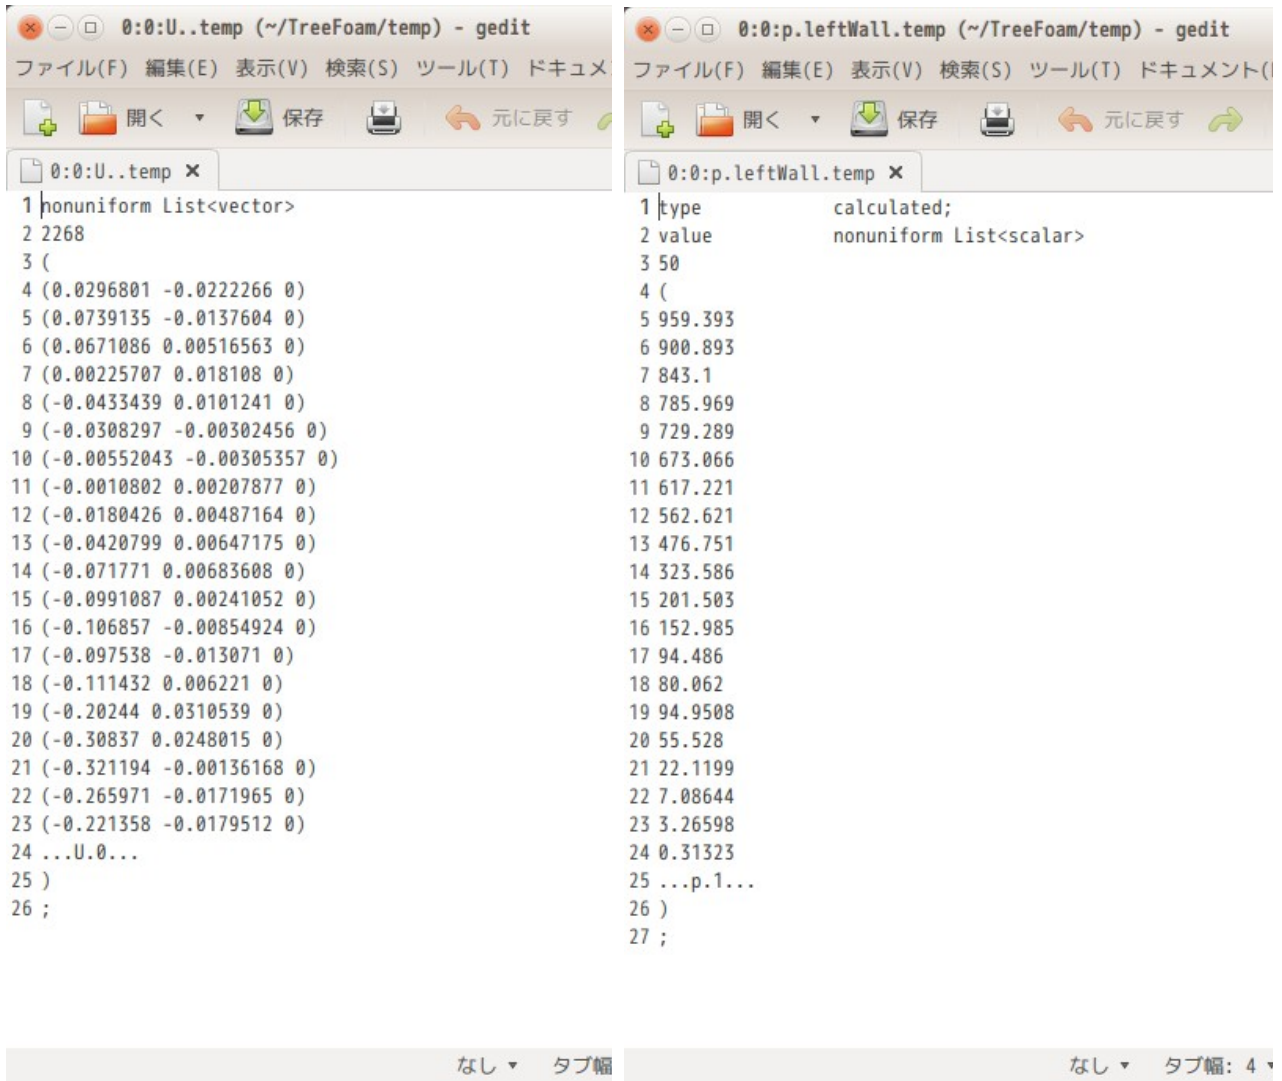 0:0:U..temp (~/TreeFoam/temp) - gedit
ファイル(F) 編集(E) 表示(V) 検索(S) ツール(T) ドキュメ
開く 保存 元に戻す
0:0:U..temp
1 nonuniform List<vector>
2 2268
3 (
4 (0.0296801 -0.0222266 0)
5 (0.0739135 -0.0137604 0)
6 (0.0671086 0.00516563 0)
7 (0.00225707 0.018108 0)
8 (-0.0433439 0.0101241 0)
9 (-0.0308297 -0.00302456 0)
10 (-0.00552043 -0.00305357 0)
11 (-0.0010802 0.00207877 0)
12 (-0.0180426 0.00487164 0)
13 (-0.0420799 0.00647175 0)
14 (-0.071771 0.00683608 0)
15 (-0.0991087 0.00241052 0)
16 (-0.106857 -0.00854924 0)
17 (-0.097538 -0.013071 0)
18 (-0.111432 0.006221 0)
19 (-0.20244 0.0310539 0)
20 (-0.30837 0.0248015 0)
21 (-0.321194 -0.00136168 0)
22 (-0.265971 -0.0171965 0)
23 (-0.221358 -0.0179512 0)
24 ...U.0...
25 )
26 ;
なし タブ幅
0:0:p.leftWall.temp (~/TreeFoam/temp) - gedit
ファイル(F) 編集(E) 表示(V) 検索(S) ツール(T) ドキュメント(
開く 保存 元に戻す
0:0:p.leftWall.temp
1 type calculated;
2 value nonuniform List<scalar>
3 50
4 (
5 959.393
6 900.893
7 843.1
8 785.969
9 729.289
10 673.066
11 617.221
12 562.621
13 476.751
14 323.586
15 201.503
16 152.985
17 94.486
18 80.062
19 94.9508
20 55.528
21 22.1199
22 7.08644
23 3.26598
24 0.31323
25 ...p.1...
26 )
27 ;
なし タブ幅: 4